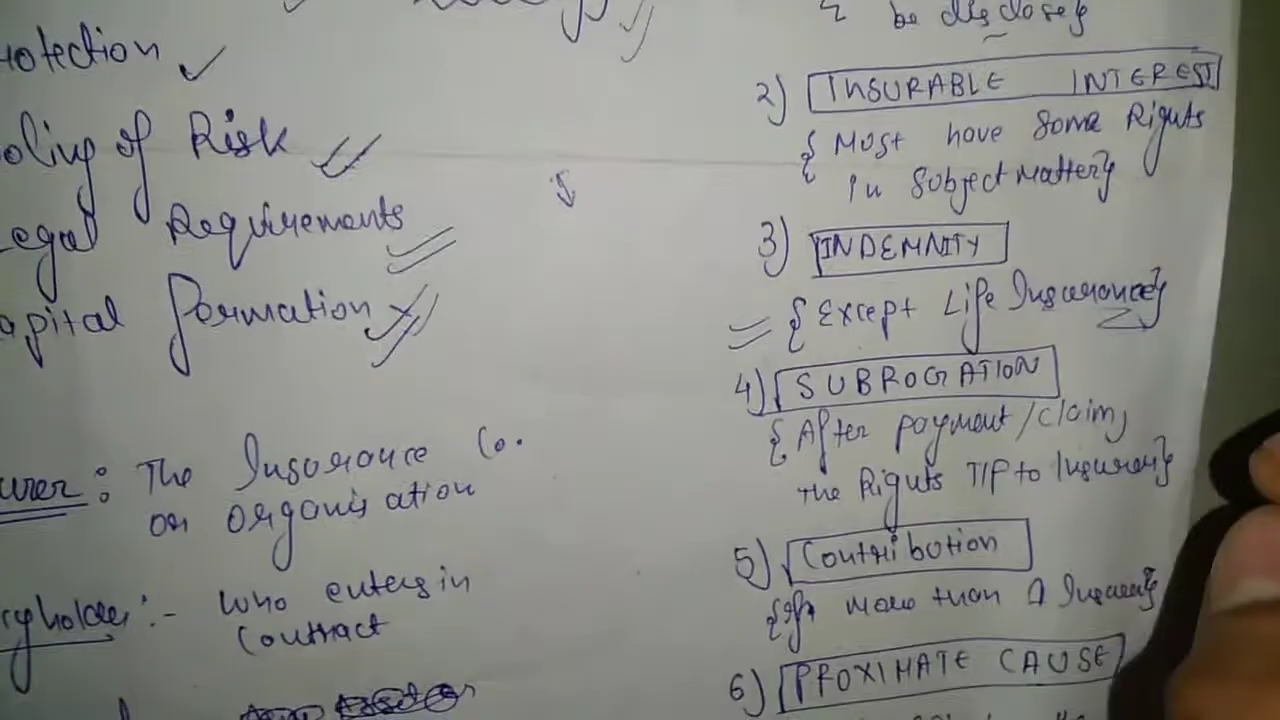 otection
oling of Risk
Legal Requirements
apital formation
urer: The Insurance Co.
or organisation
cyholder:- who enters in
Contract
be disclosed
2) INSURABLE INTEREST
{ Must have some Rights
in subject matter}
3) INDEMNITY
{Except Life Insurance}
4) SUBROGATION
{After payment/claim,
the Rights T/F to Insurer}
5) Contribution
{If more than 1 Insurer}
6) PROXIMATE CAUSE